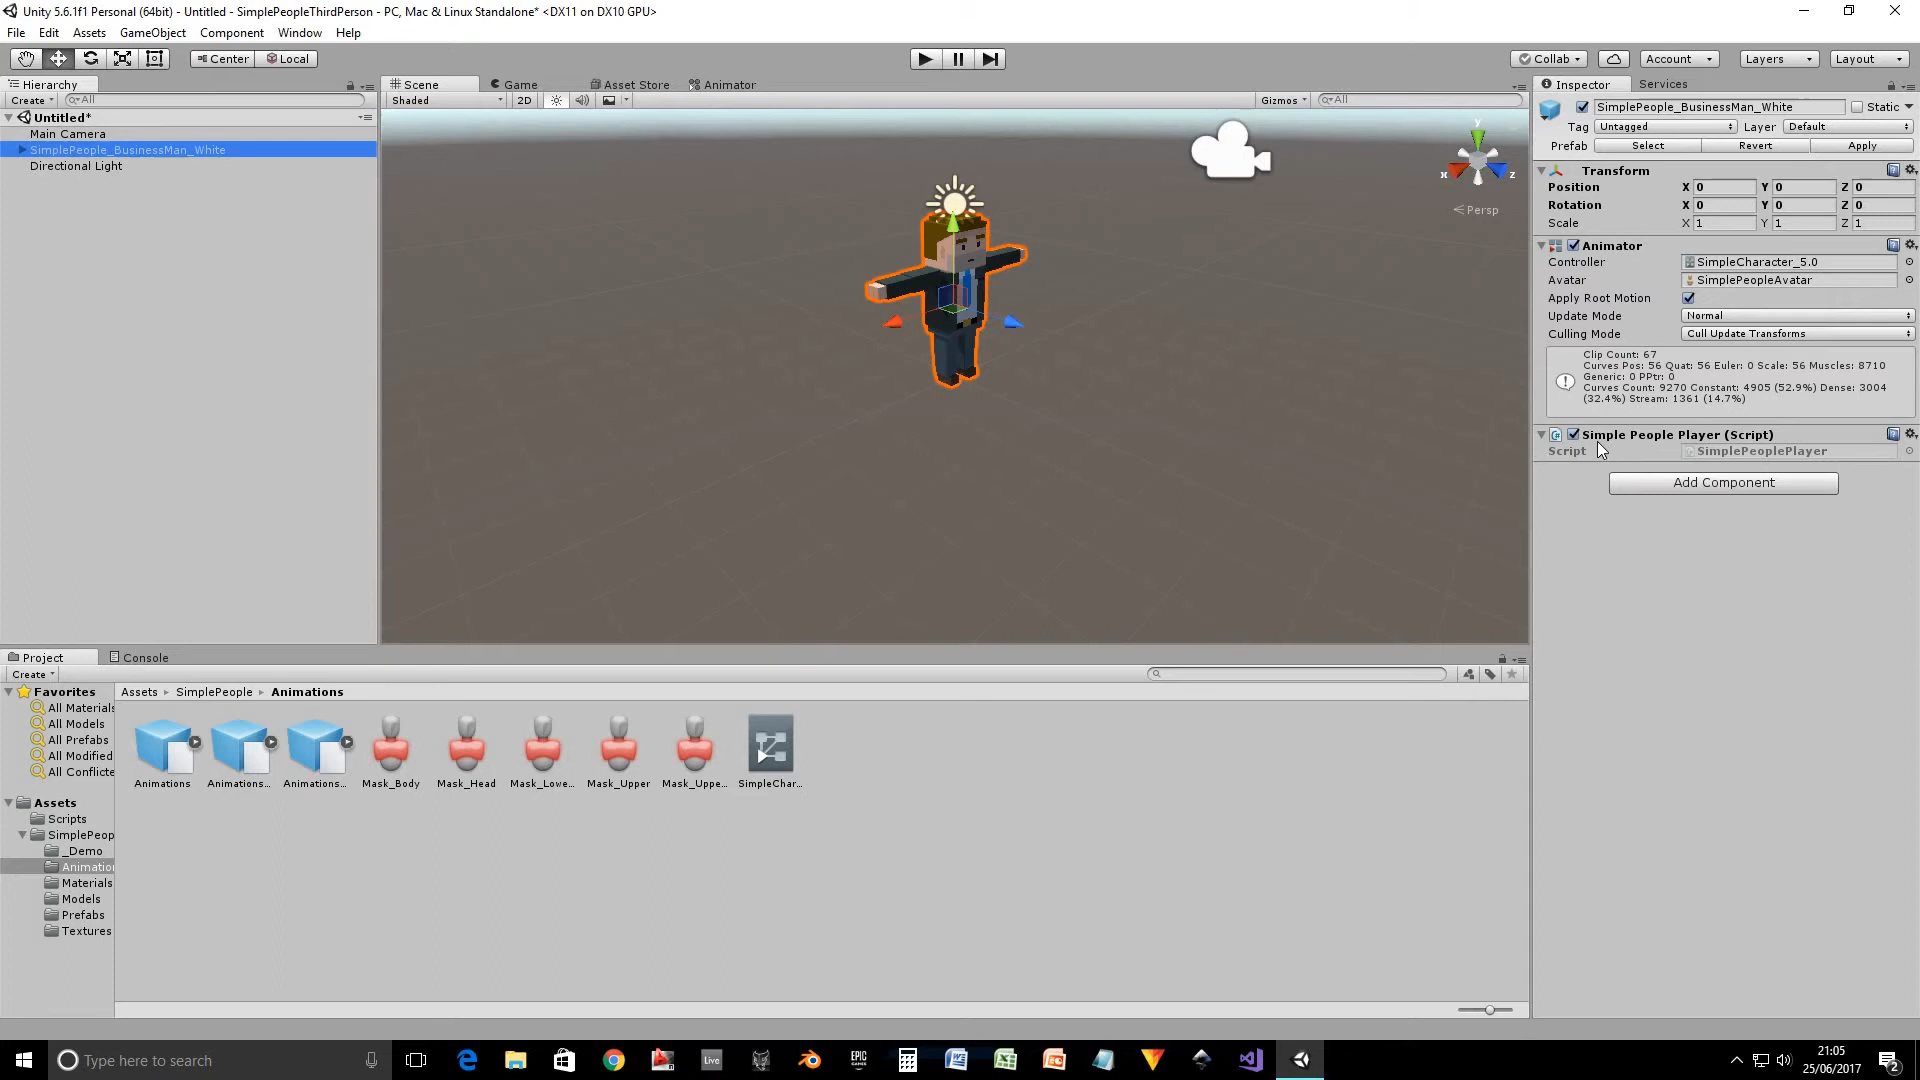 Unity 5.6.1f1 Personal (64bit) - Untitled - SimplePeopleThirdPerson - PC, Mac & Linux Standalone* <DX11 on DX10 GPU>
File Edit Assets GameObject Component Window Help
Center Local Collab Account Layers Layout
Hierarchy
Create All
Untitled*
Main Camera
SimplePeople_BusinessMan_White
Directional Light
Scene Game Asset Store Animator
Shaded 2D Gizmos All
y
x z
Persp
Inspector Services
SimplePeople_BusinessMan_White Static
Tag Untagged Layer Default
Prefab Select Revert Apply
Transform
Position X 0 Y 0 Z 0
Rotation X 0 Y 0 Z 0
Scale X 1 Y 1 Z 1
Animator
Controller SimpleCharacter_5.0
Avatar SimplePeopleAvatar
Apply Root Motion
Update Mode Normal
Culling Mode Cull Update Transforms
Clip Count: 67
Curves Pos: 56 Quat: 56 Euler: 0 Scale: 56 Muscles: 8710
Generic: 0 PPtr: 0
Curves Count: 9270 Constant: 4905 (52.9%) Dense: 3004
(32.4%) Stream: 1361 (14.7%)
Simple People Player (Script)
Script SimplePeoplePlayer
Add Component
Project Console
Create
Favorites
All Materials
All Models
All Prefabs
All Modified
All Conflicte
Assets
Scripts
SimplePeop
_Demo
Animation
Materials
Models
Prefabs
Textures
Assets SimplePeople Animations
Animations Animations... Animations... Mask_Body Mask_Head Mask_Lowe... Mask_Upper Mask_Uppe... SimpleChar...
Type here to search
Live
EPIC GAMES
21:05
25/06/2017
2